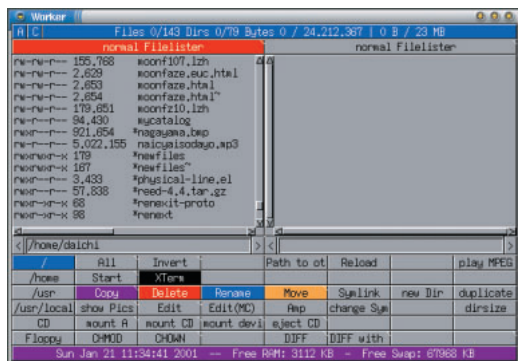 Worker
A C Files 0/143 Dirs 0/79 Bytes 0 / 24.212.367 | 0 B / 23 MB
normal Filelister normal Filelister
rw-rw-r-- 155.768 moonf107.lzh
rw-rw-r-- 2.629 moonfaze.euc.html
rw-rw-r-- 2.653 moonfaze.html
rw-rw-r-- 2.654 moonfaze.html~
rw-rw-r-- 179.651 moonfz10.lzh
rw-rw-r-- 94.430 mycatalog
rwxr--r-- 921.654 *nagayama.bmp
rw-rw-r-- 5.022.155 naicyaisodayo.mp3
rwxrwxr-x 179 *newfiles
rwxrwxr-x 167 *newfiles~
rwxr--r-- 3.433 *physical-line.el
rwxr--r-- 57.838 *reed-4.4.tar.gz
rwxr-xr-x 68 *renexit-proto
rwxr-xr-x 98 *renext
< /home/daichi > < >
/ All Invert Path to ot Reload play MPEG
/home Start XTerm
/usr Copy Delete Rename Move Symlink new Dir duplicate
/usr/local show Pics Edit Edit(MC) Amp change Sym dirsize
CD mount A mount CD mount devi eject CD
Floppy CHMOD CHOWN DIFF DIFF with
Sun Jan 21 11:34:41 2001 -- Free RAM: 3112 KB - Free Swap: 67968 KB